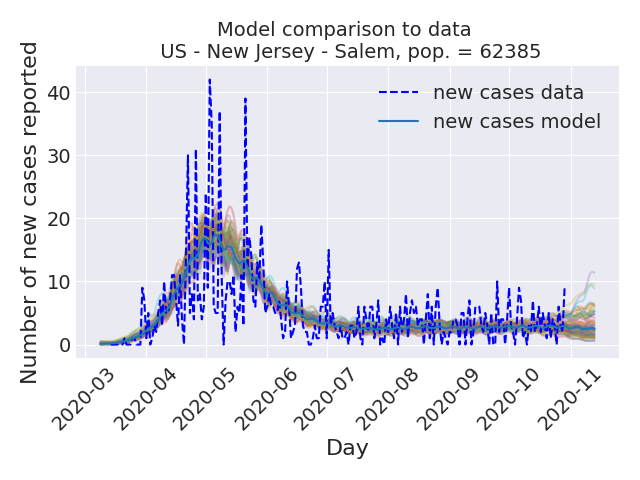 Model comparison to data
US - New Jersey - Salem, pop. = 62385
Number of new cases reported
40
30
20
10
0
new cases data
new cases model
2020-03
2020-04
2020-05
2020-06
2020-07
2020-08
2020-09
2020-10
2020-11
Day